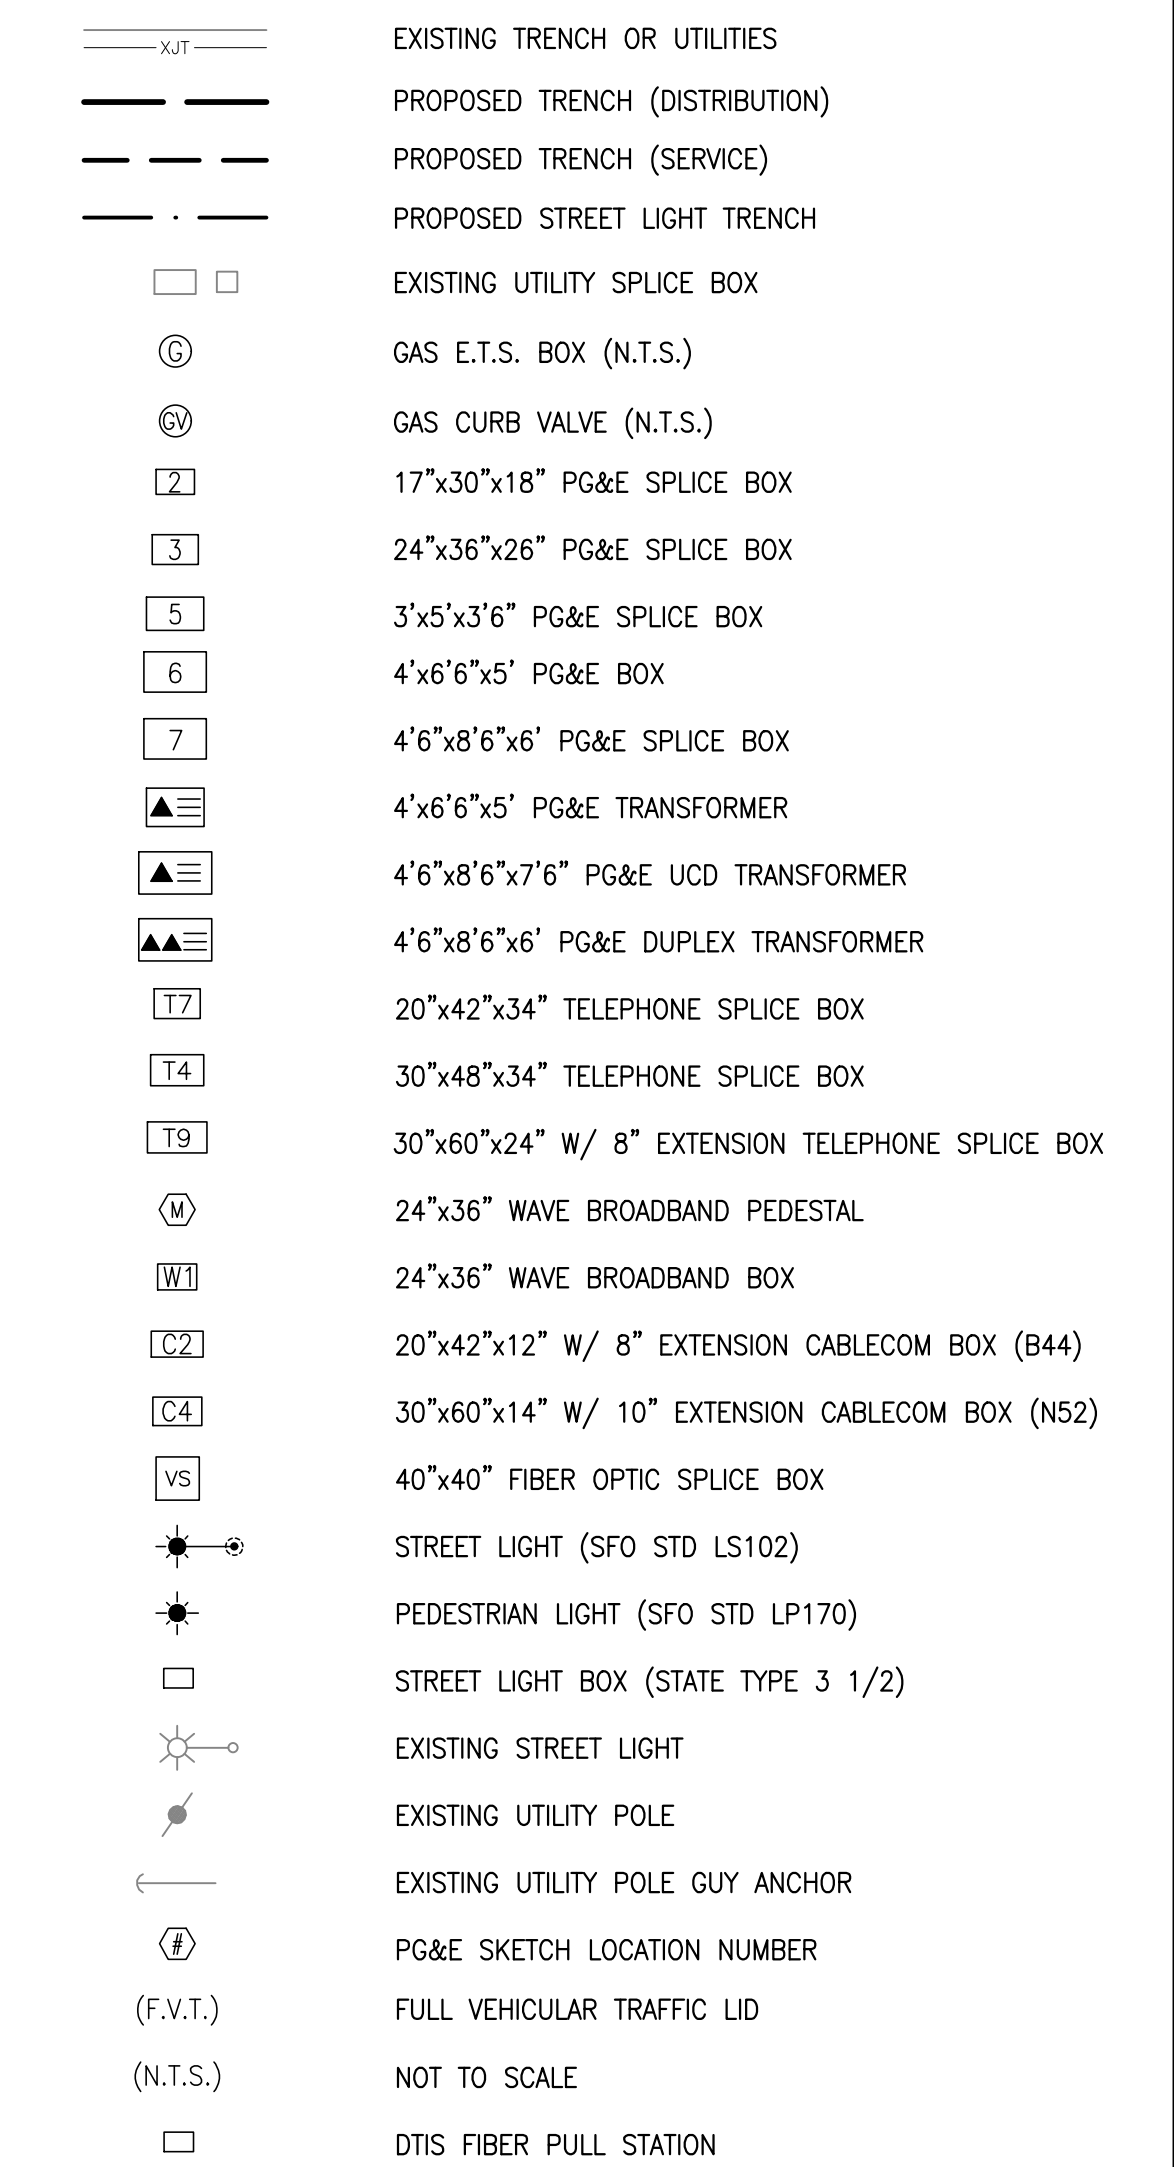 XJT EXISTING TRENCH OR UTILITIES
PROPOSED TRENCH (DISTRIBUTION)
PROPOSED TRENCH (SERVICE)
PROPOSED STREET LIGHT TRENCH
EXISTING UTILITY SPLICE BOX
G GAS E.T.S. BOX (N.T.S.)
GV GAS CURB VALVE (N.T.S.)
2 17"x30"x18" PG&E SPLICE BOX
3 24"x36"x26" PG&E SPLICE BOX
5 3'x5'x3'6" PG&E SPLICE BOX
6 4'x6'6"x5' PG&E BOX
7 4'6"x8'6"x6' PG&E SPLICE BOX
4'x6'6"x5' PG&E TRANSFORMER
4'6"x8'6"x7'6" PG&E UCD TRANSFORMER
4'6"x8'6"x6' PG&E DUPLEX TRANSFORMER
T7 20"x42"x34" TELEPHONE SPLICE BOX
T4 30"x48"x34" TELEPHONE SPLICE BOX
T9 30"x60"x24" W/ 8" EXTENSION TELEPHONE SPLICE BOX
M 24"x36" WAVE BROADBAND PEDESTAL
W1 24"x36" WAVE BROADBAND BOX
C2 20"x42"x12" W/ 8" EXTENSION CABLECOM BOX (B44)
C4 30"x60"x14" W/ 10" EXTENSION CABLECOM BOX (N52)
VS 40"x40" FIBER OPTIC SPLICE BOX
STREET LIGHT (SFO STD LS102)
PEDESTRIAN LIGHT (SFO STD LP170)
STREET LIGHT BOX (STATE TYPE 3 1/2)
EXISTING STREET LIGHT
EXISTING UTILITY POLE
EXISTING UTILITY POLE GUY ANCHOR
# PG&E SKETCH LOCATION NUMBER
(F.V.T.) FULL VEHICULAR TRAFFIC LID
(N.T.S.) NOT TO SCALE
DTIS FIBER PULL STATION